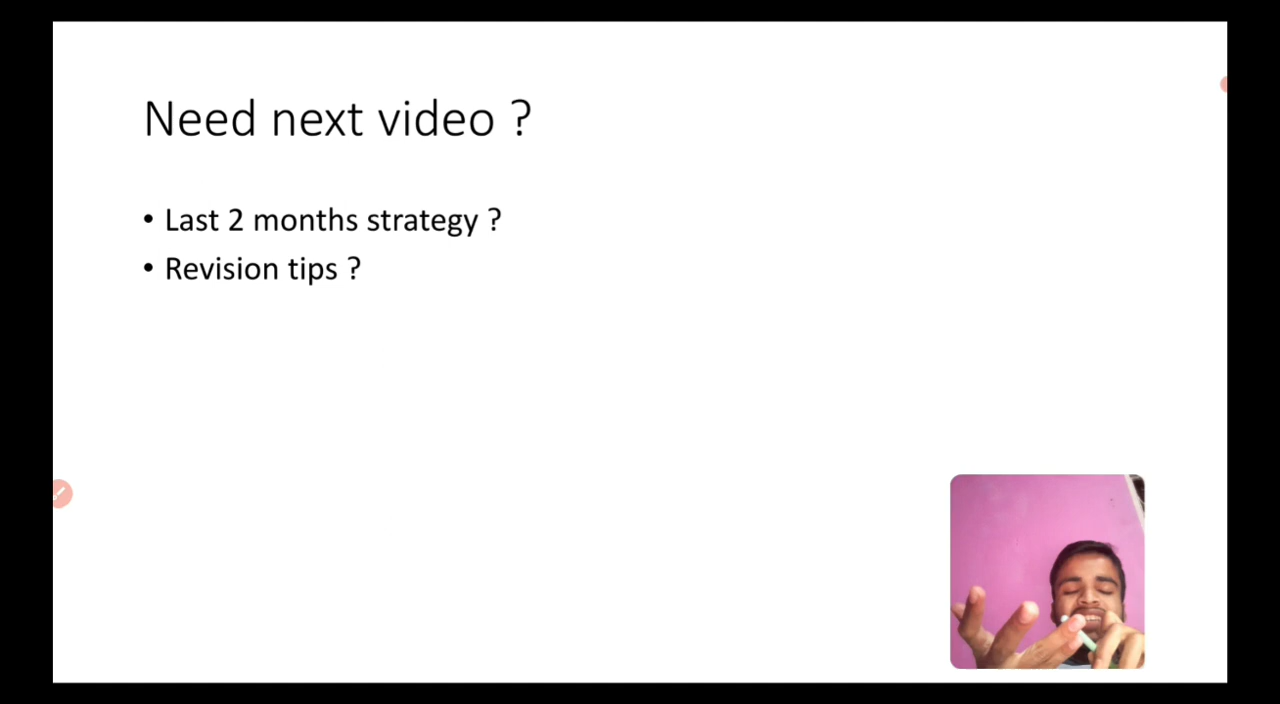 Need next video ?
• Last 2 months strategy ?
• Revision tips ?